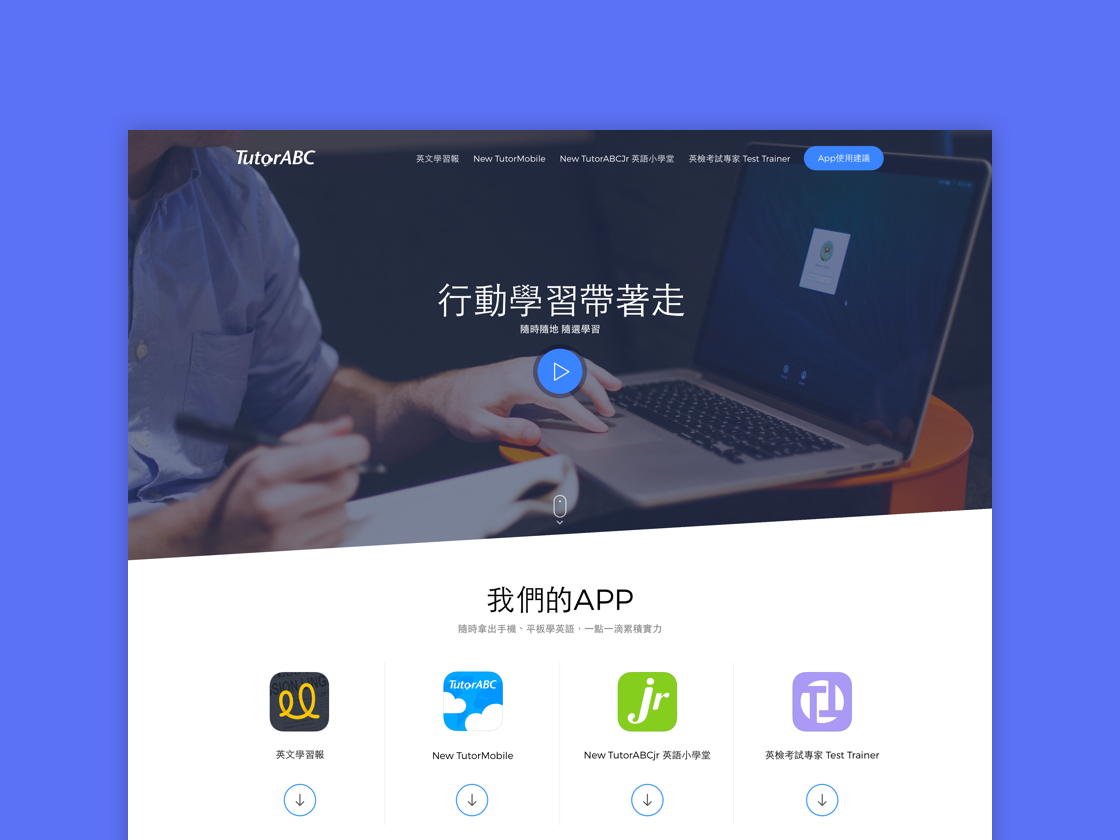 TutorABC
英文學習報
New TutorMobile
New TutorABCJr 英語小學堂
英檢考試專家 Test Trainer
App使用建議
行動學習帶著走
隨時隨地 隨選學習
我們的APP
隨時拿出手機、平板學英語，一點一滴累積實力
TutorABC
jr
英文學習報
New TutorMobile
New TutorABCjr 英語小學堂
英檢考試專家 Test Trainer